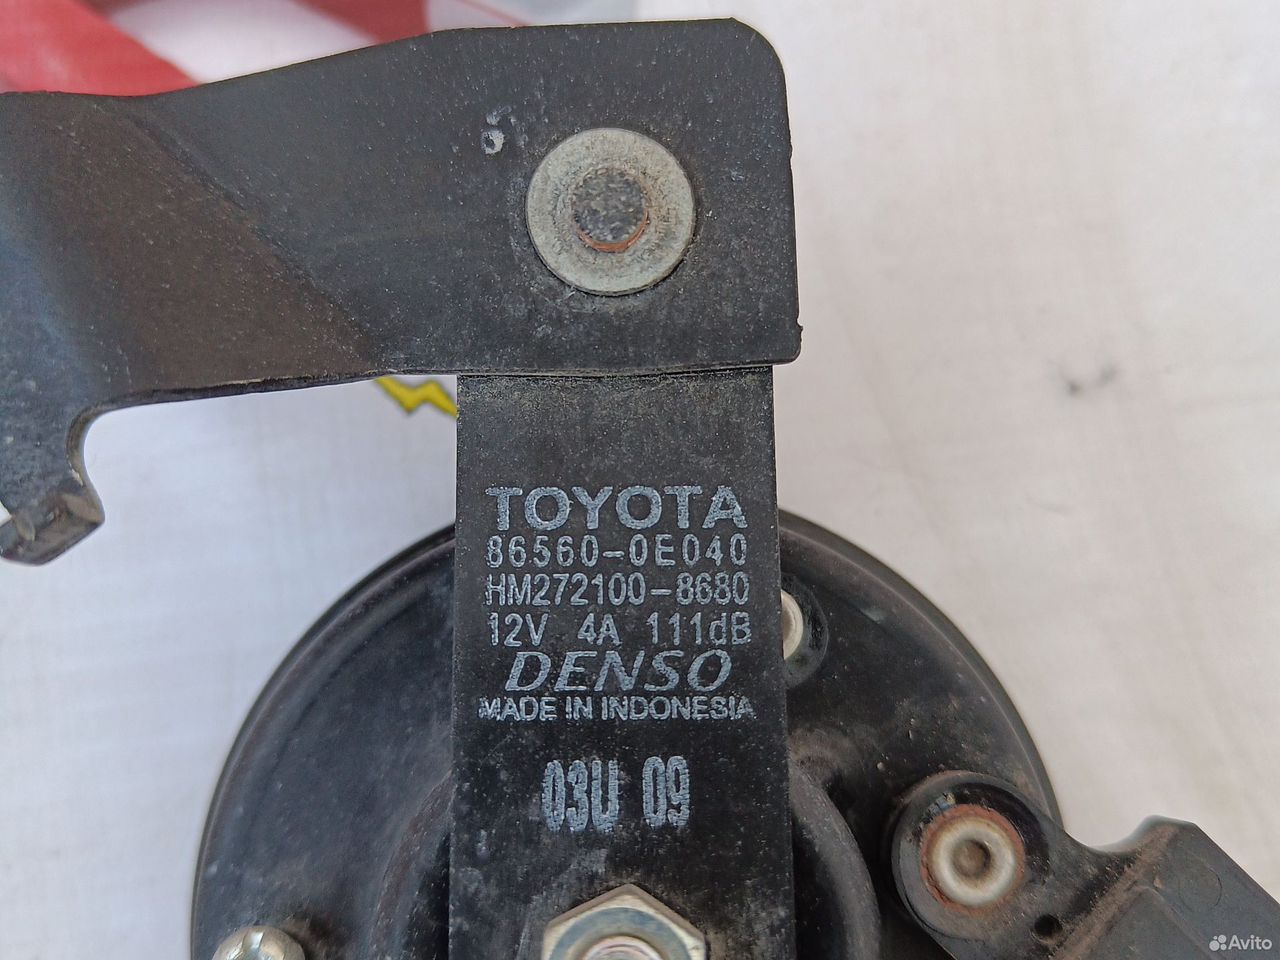 TOYOTA
86560-0E040
HM272100-8680
12V 4A 111dB
DENSO
MADE IN INDONESIA
03U 09
Avito